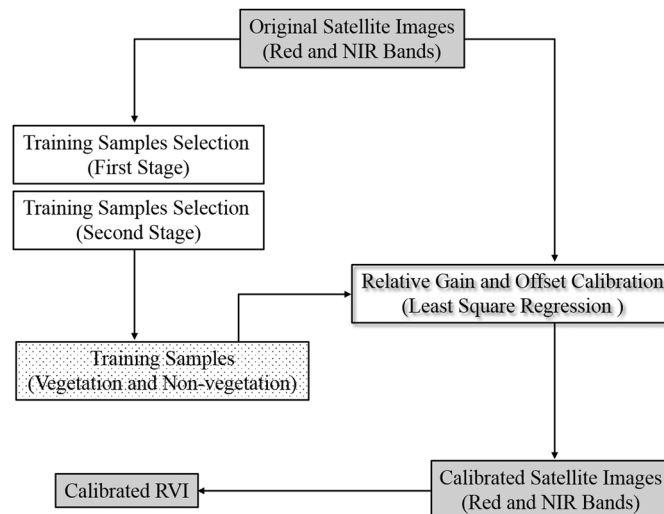 Original Satellite Images
(Red and NIR Bands)
Training Samples Selection
(First Stage)
Training Samples Selection
(Second Stage)
Relative Gain and Offset Calibration
(Least Square Regression )
Training Samples
(Vegetation and Non-vegetation)
Calibrated Satellite Images
(Red and NIR Bands)
Calibrated RVI